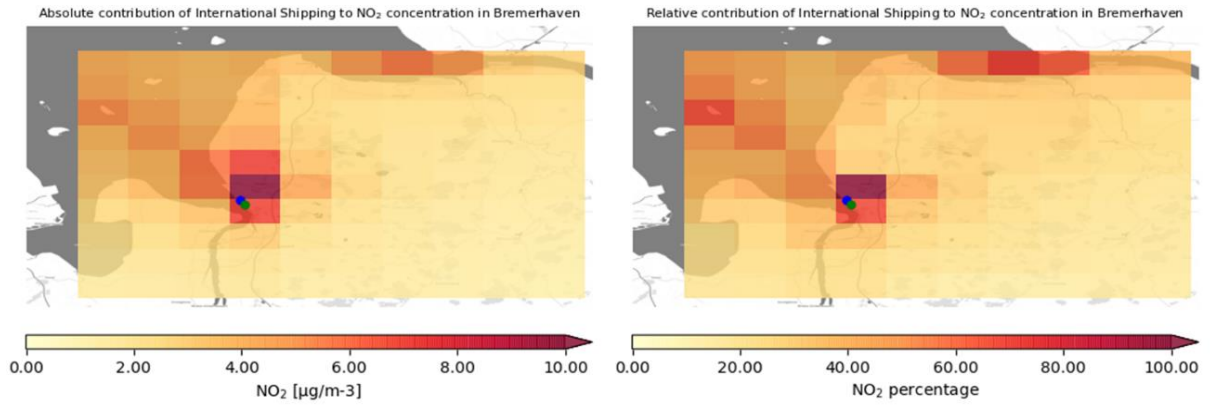 Absolute contribution of International Shipping to NO₂ concentration in Bremerhaven
0.00 2.00 4.00 6.00 8.00 10.00
NO₂ [µg/m-3]
Relative contribution of International Shipping to NO₂ concentration in Bremerhaven
0.00 20.00 40.00 60.00 80.00 100.00
NO₂ percentage